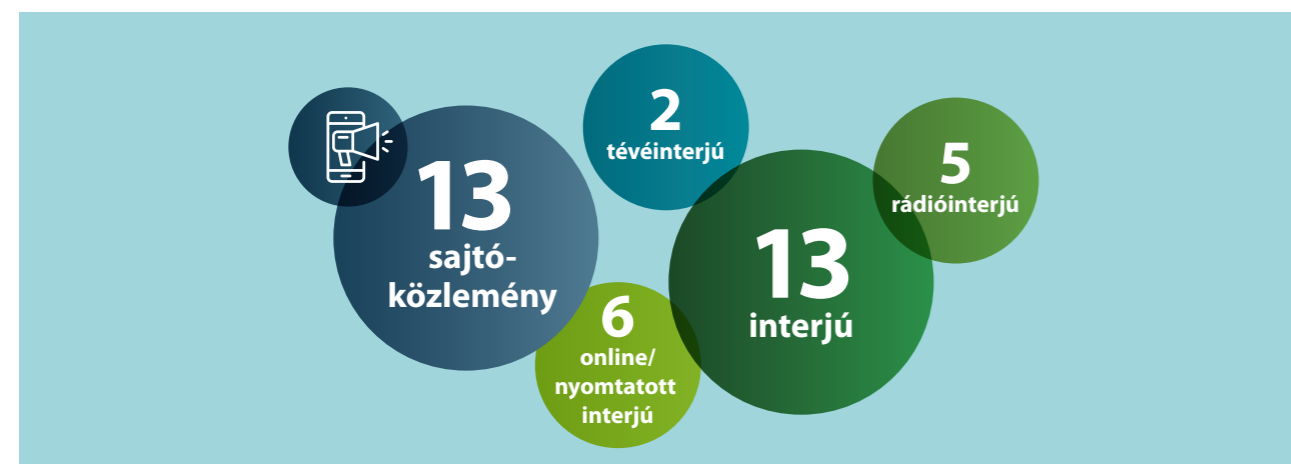 13
sajtó-
közlemény
2
tévéinterjú
6
online/
nyomtatott
interjú
13
interjú
5
rádióinterjú